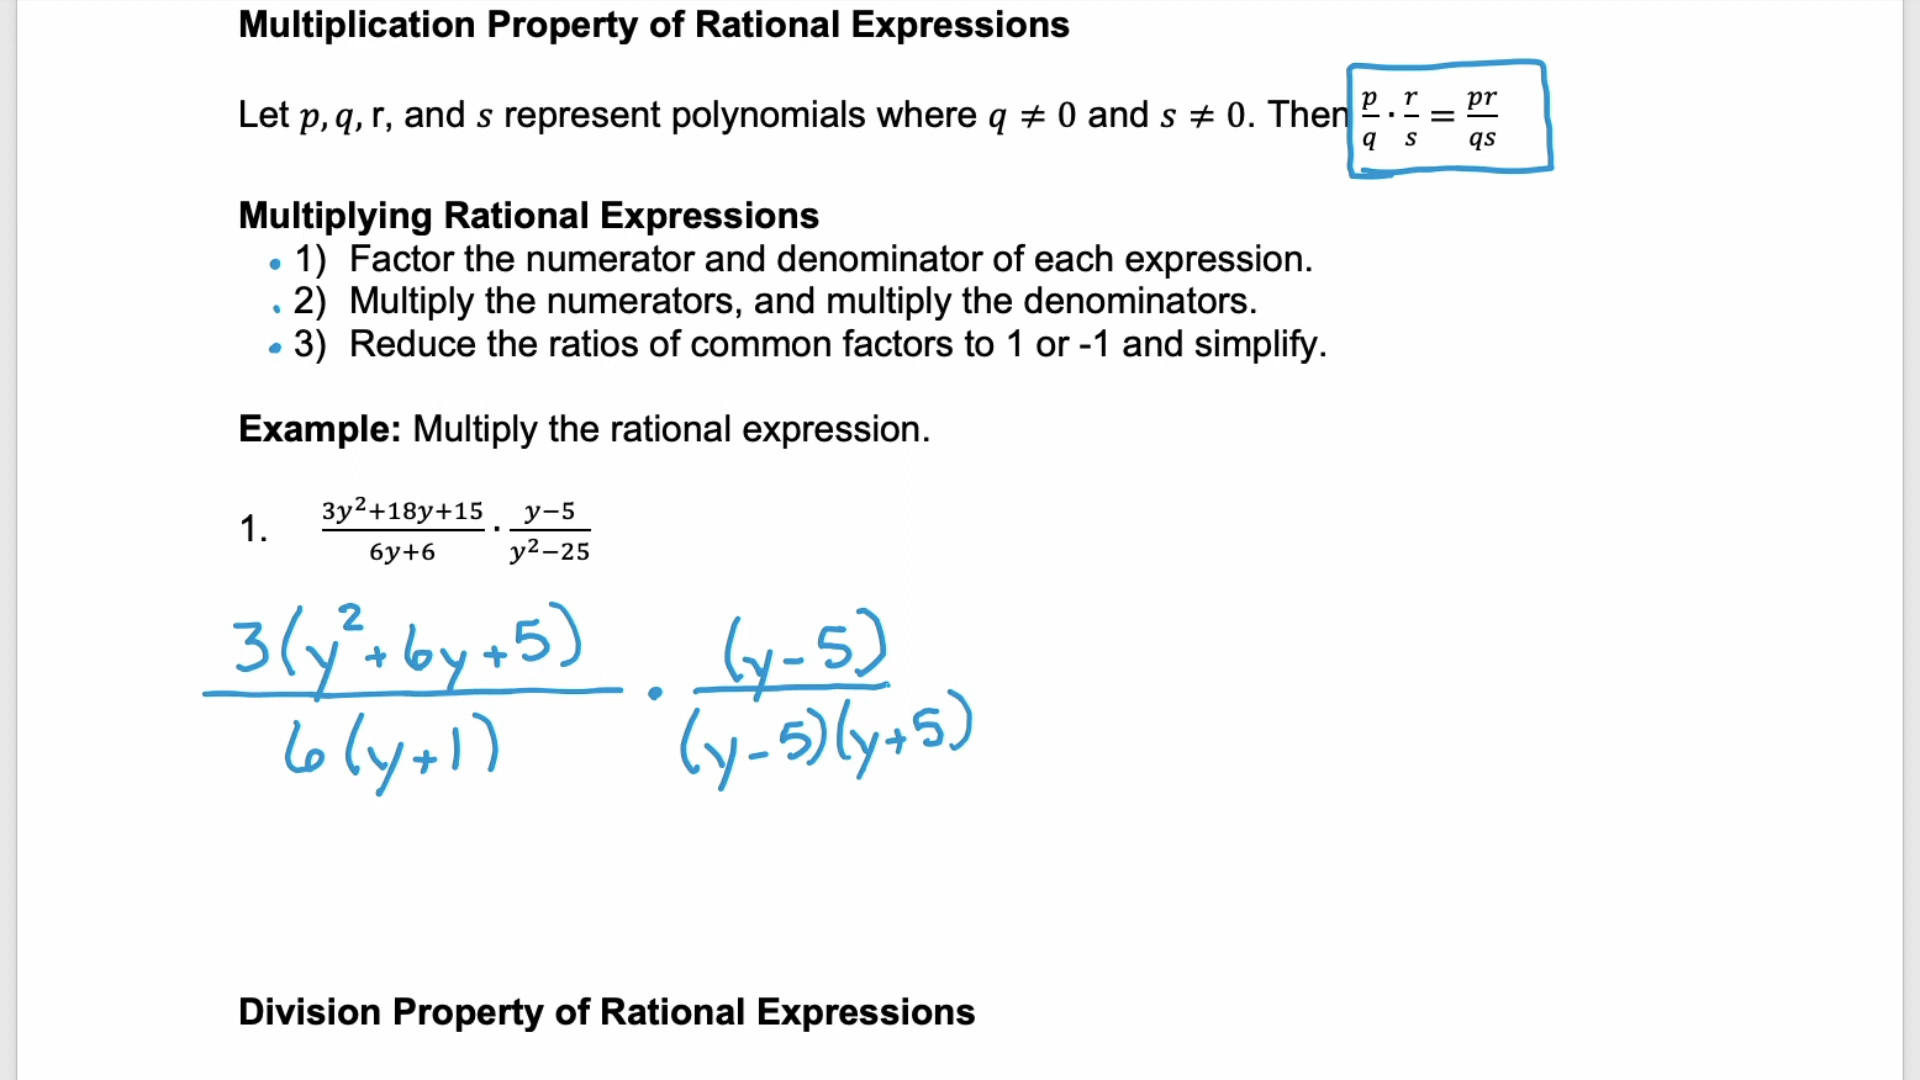 Multiplication Property of Rational Expressions
Let p, q, r, and s represent polynomials where q ≠ 0 and s ≠ 0. Then p/q · r/s = pr/qs
Multiplying Rational Expressions
• 1) Factor the numerator and denominator of each expression.
• 2) Multiply the numerators, and multiply the denominators.
• 3) Reduce the ratios of common factors to 1 or -1 and simplify.
Example: Multiply the rational expression.
1. (3y²+18y+15)/(6y+6) · (y−5)/(y²−25)
3(y²+6y+5)/6(y+1) · (y-5)/(y-5)(y+5)
Division Property of Rational Expressions